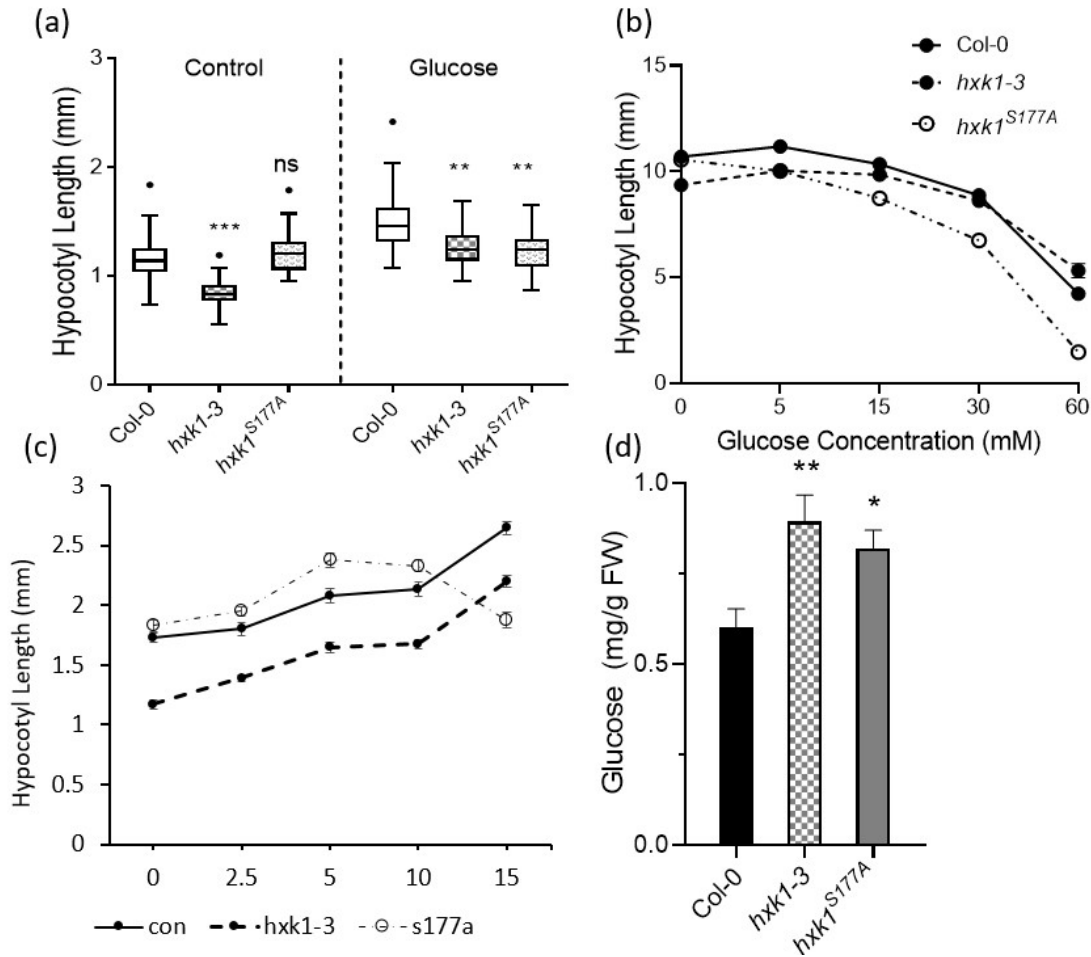 (a)
Hypocotyl Length (mm)
3
2
1
0
Control
Glucose
***
ns
**
**
Col-0
hxk1-3
hxk1S177A
Col-0
hxk1-3
hxk1S177A
(b)
Col-0
hxk1-3
hxk1S177A
Hypocotyl Length (mm)
15
10
5
0
0 5 15 30 60
Glucose Concentration (mM)
(c)
Hypocotyl Length (mm)
3
2.5
2
1.5
1
0.5
0
0 2.5 5 10 15
con hxk1-3 s177a
(d)
Glucose (mg/g FW)
1.0
0.5
0.0
**
*
Col-0
hxk1-3
hxk1S177A